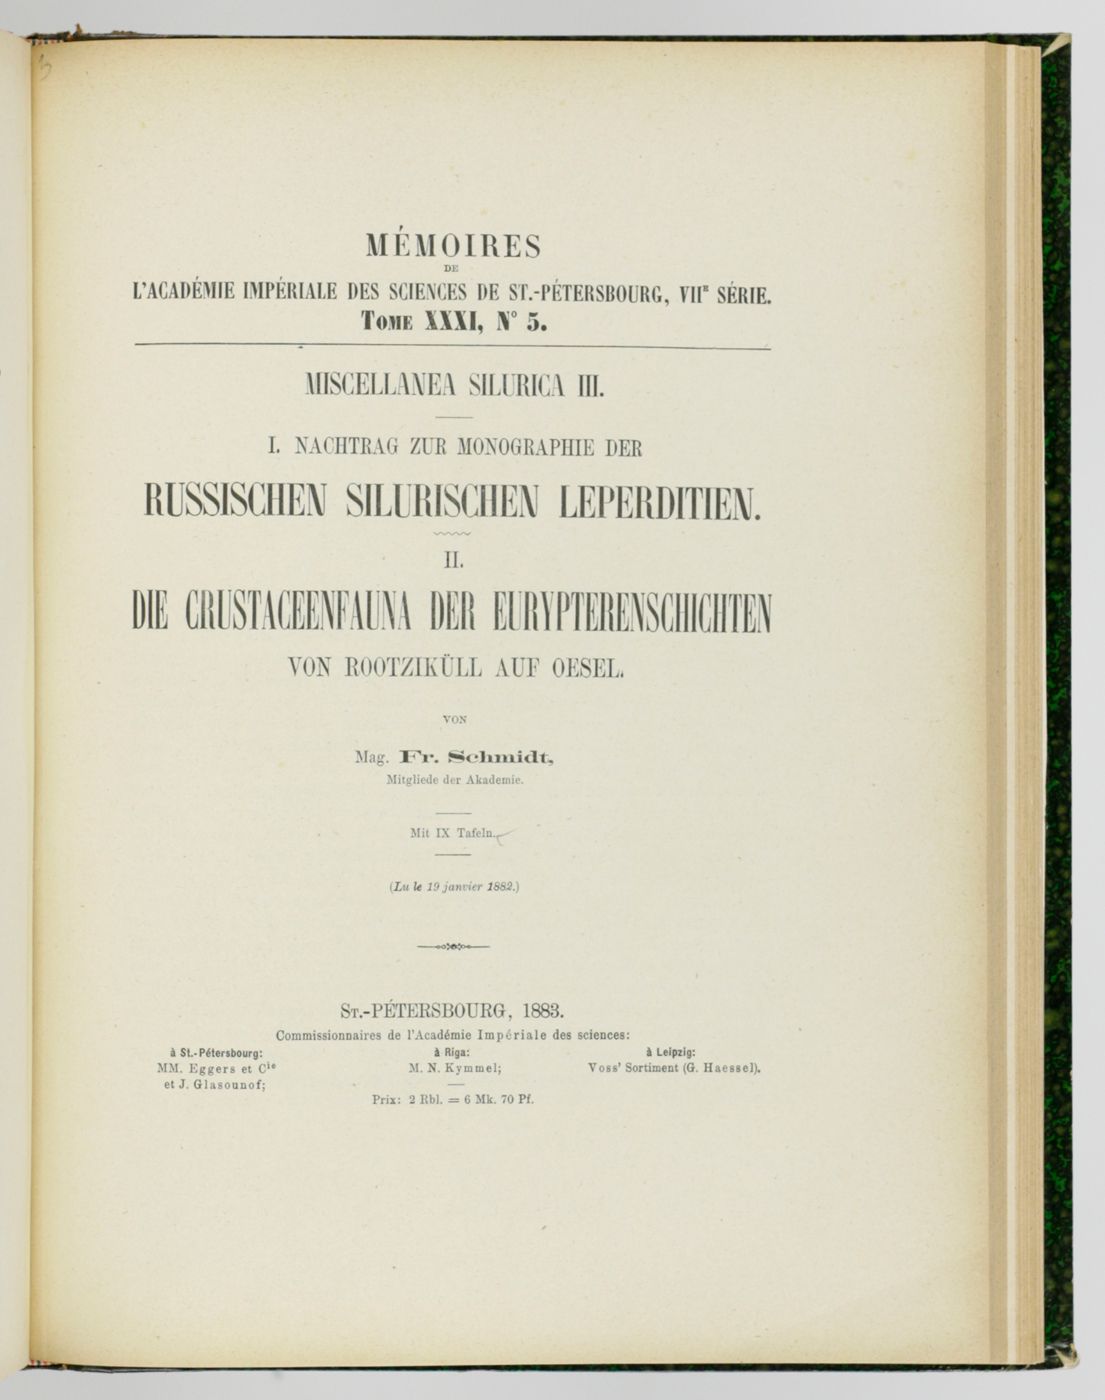 3
MÉMOIRES
DE
L'ACADÉMIE IMPÉRIALE DES SCIENCES DE ST.-PÉTERSBOURG, VIIE SÉRIE.
TOME XXXI, N° 5.
MISCELLANEA SILURICA III.
I. NACHTRAG ZUR MONOGRAPHIE DER
RUSSISCHEN SILURISCHEN LEPERDITIEN.
II.
DIE CRUSTACEENFAUNA DER EURYPTERENSCHICHTEN
VON ROOTZIKÜLL AUF OESEL.
VON
Mag. Fr. Schmidt,
Mitgliede der Akademie.
Mit IX Tafeln.
(Lu le 19 janvier 1882.)
ST.-PÉTERSBOURG, 1883.
Commissionnaires de l'Académie Impériale des sciences:
à St.-Pétersbourg: à Riga: à Leipzig:
MM. Eggers et Cie M. N. Kymmel; Voss' Sortiment (G. Haessel).
et J. Glasounof;
Prix: 2 Rbl. = 6 Mk. 70 Pf.